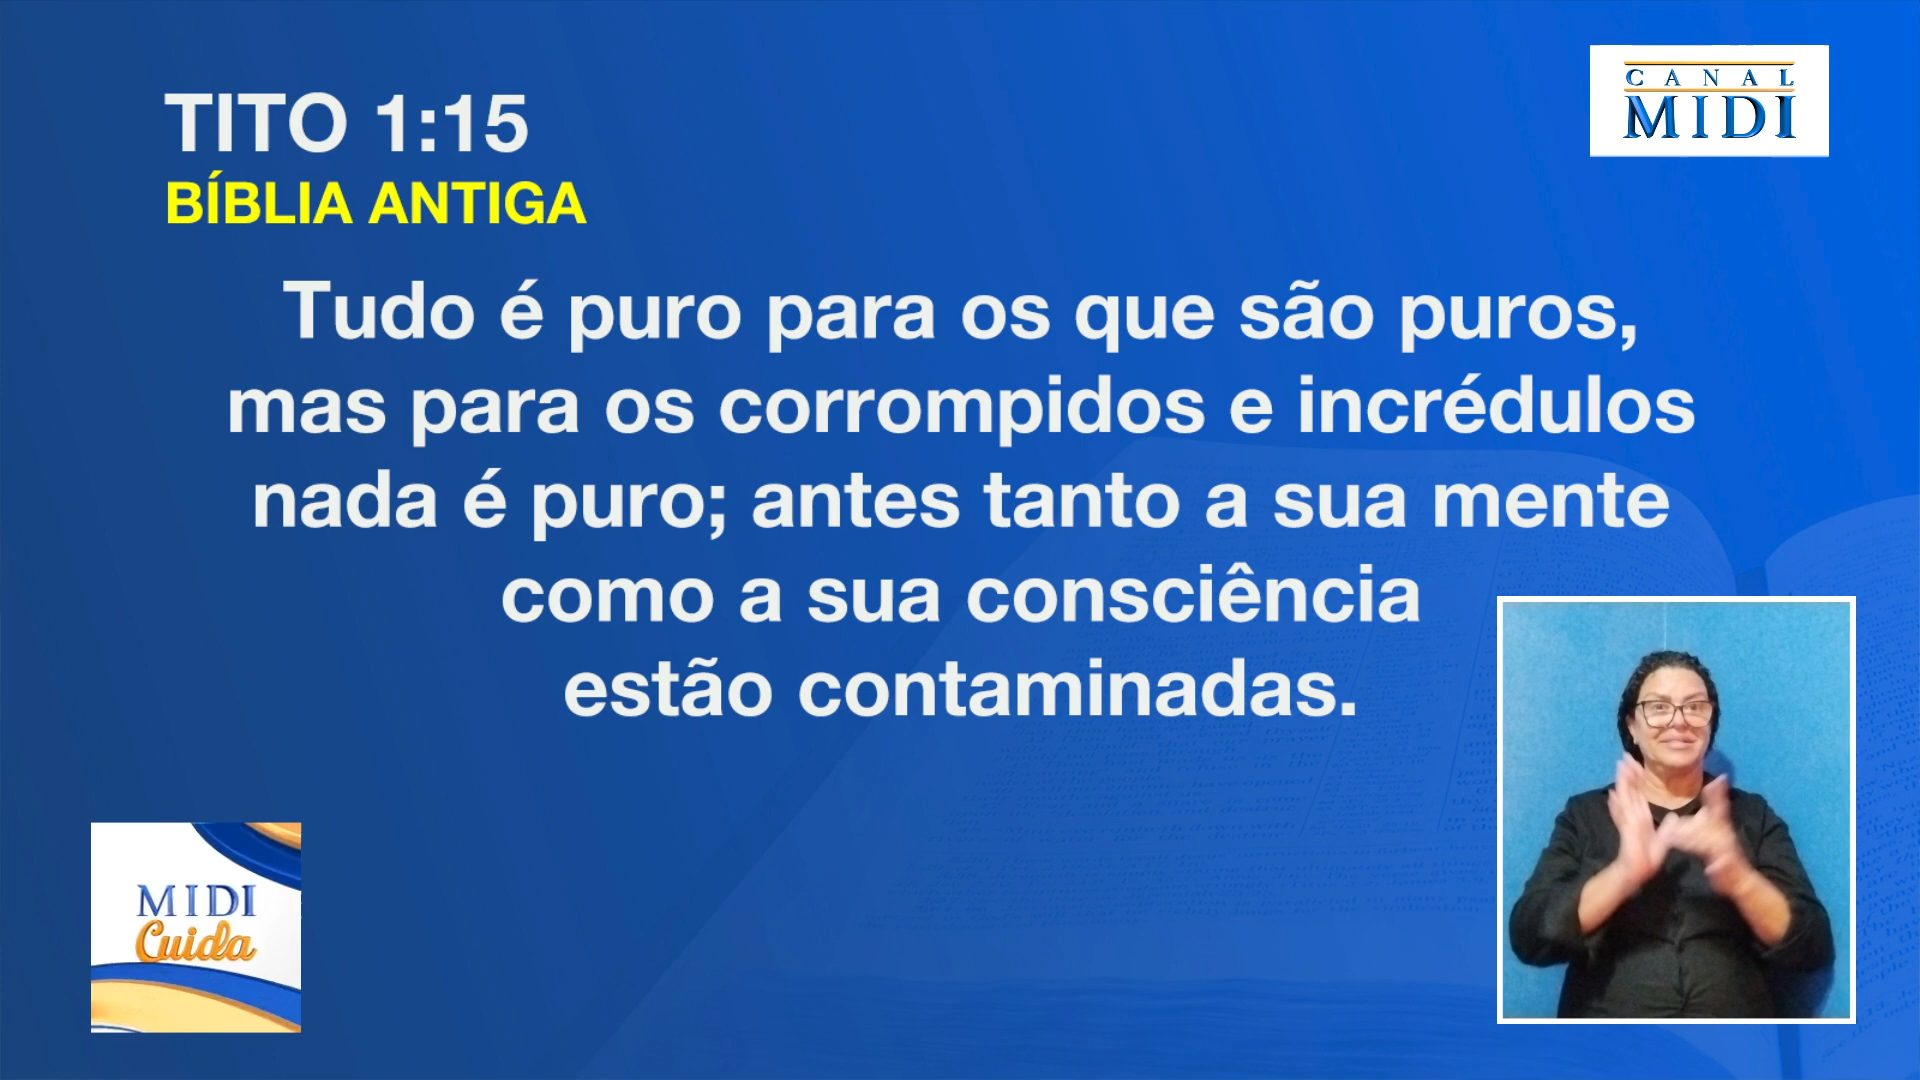 TITO 1:15
BÍBLIA ANTIGA
CANAL
MIDI
Tudo é puro para os que são puros,
mas para os corrompidos e incrédulos
nada é puro; antes tanto a sua mente
como a sua consciência
estão contaminadas.
MIDI
Cuida